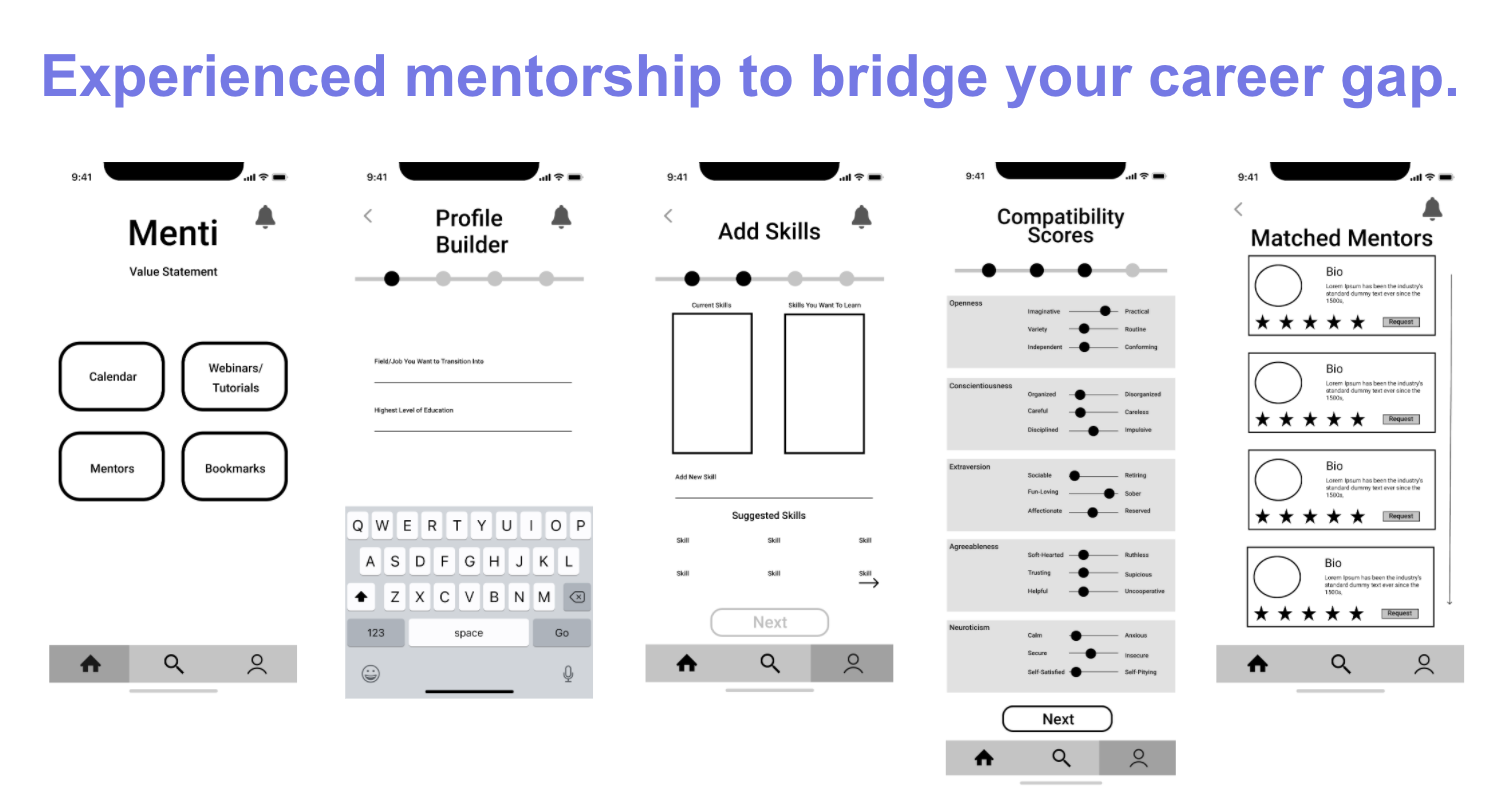 Experienced mentorship to bridge your career gap.
9:41
Menti
Value Statement
Calendar
Webinars/
Tutorials
Mentors
Bookmarks
9:41
Profile
Builder
Field/Job You Want to Transition Into
Highest Level of Education
Q W E R T Y U I O P
A S D F G H J K L
Z X C V B N M
123 space Go
9:41
Add Skills
Current Skills Skills You Want To Learn
Add New Skill
Suggested Skills
Skill Skill Skill
Skill Skill Skill
Next
9:41
Compatibility
Scores
Openness
Imaginative Practical
Variety Routine
Independent Conforming
Conscientiousness
Organized Disorganized
Careful Careless
Disciplined Impulsive
Extraversion
Sociable Retiring
Fun-Loving Sober
Affectionate Reserved
Agreeableness
Soft-Hearted Ruthless
Trusting Supicious
Helpful Uncooperative
Neuroticism
Calm Anxious
Secure Insecure
Self-Satisfied Self-Pitying
Next
9:41
Matched Mentors
Bio
Lorem Ipsum has been the industry's
standard dummy text ever since the
1500s,
Request
Bio
Lorem Ipsum has been the industry's
standard dummy text ever since the
1500s,
Request
Bio
Lorem Ipsum has been the industry's
standard dummy text ever since the
1500s,
Request
Bio
Lorem Ipsum has been the industry's
standard dummy text ever since the
1500s,
Request